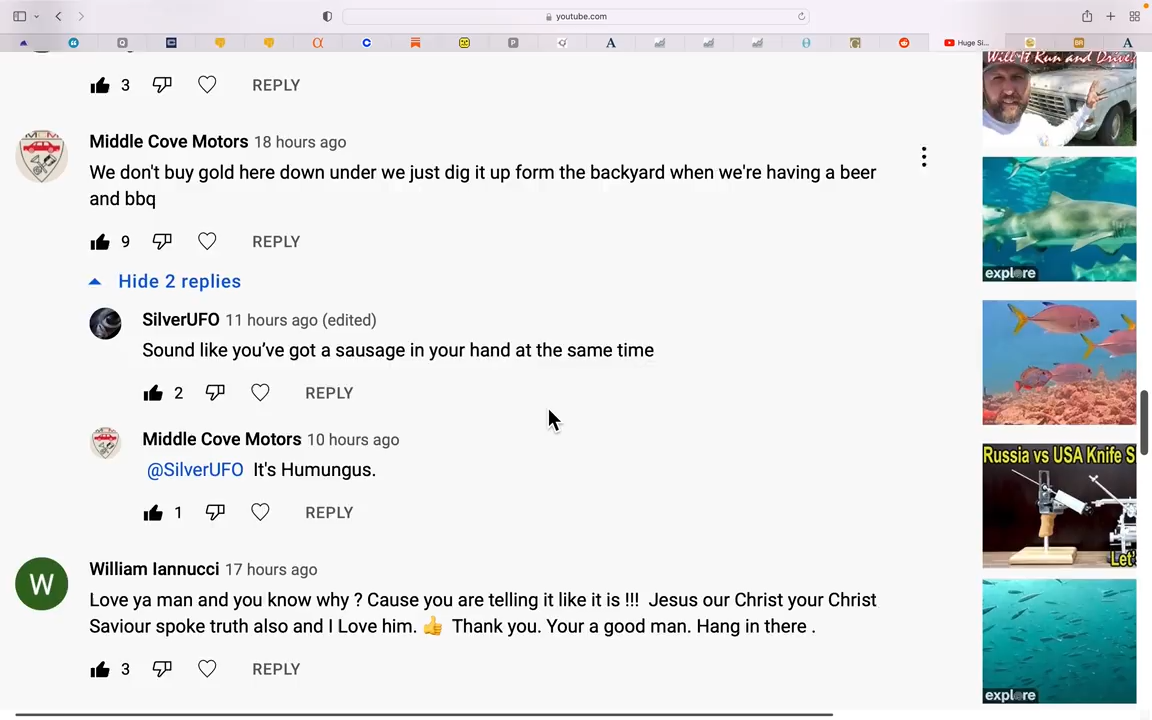 youtube.com
Huge Si...
3
REPLY
Middle Cove Motors 18 hours ago
We don't buy gold here down under we just dig it up form the backyard when we're having a beer
and bbq
9
REPLY
Hide 2 replies
SilverUFO 11 hours ago (edited)
Sound like you've got a sausage in your hand at the same time
2
REPLY
Middle Cove Motors 10 hours ago
@SilverUFO It's Humungus.
1
REPLY
W
William Iannucci 17 hours ago
Love ya man and you know why ? Cause you are telling it like it is !!! Jesus our Christ your Christ
Saviour spoke truth also and I Love him. 👍 Thank you. Your a good man. Hang in there .
3
REPLY
Will It Run and Drive?
explore
Russia vs USA Knife S
Let'
explore